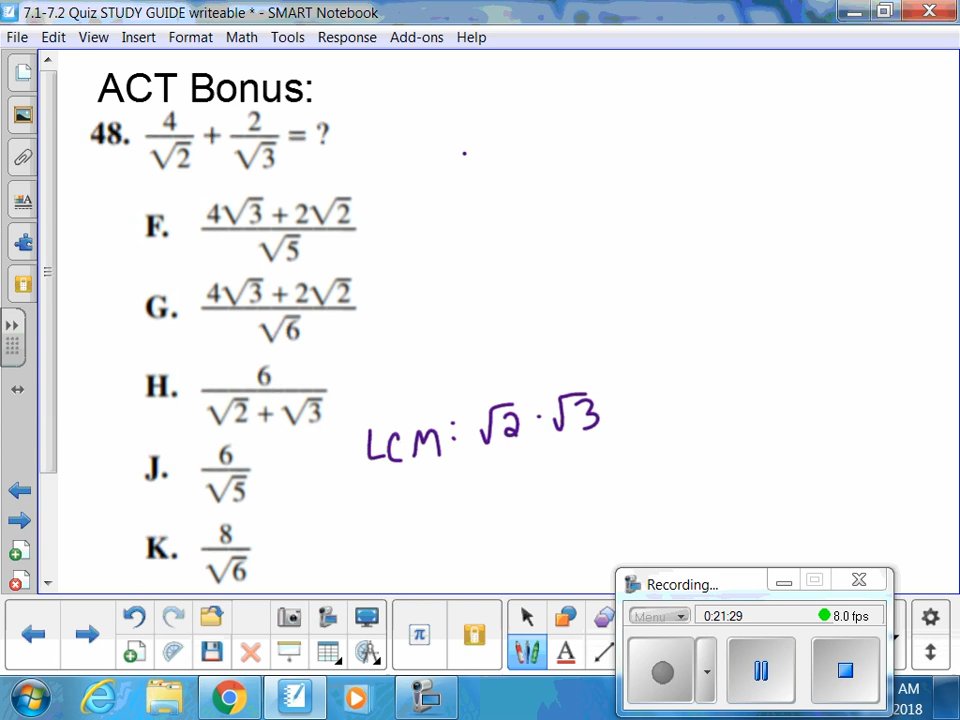 7.1-7.2 Quiz STUDY GUIDE writeable * - SMART Notebook
File Edit View Insert Format Math Tools Response Add-ons Help
ACT Bonus:
48. 4/√2 + 2/√3 = ?
F. (4√3 + 2√2)/√5
G. (4√3 + 2√2)/√6
H. 6/(√2 + √3)
LCM: √2 · √3
J. 6/√5
K. 8/√6
Recording...
Menu 0:21:29 8.0 fps
π
A
AM
2018